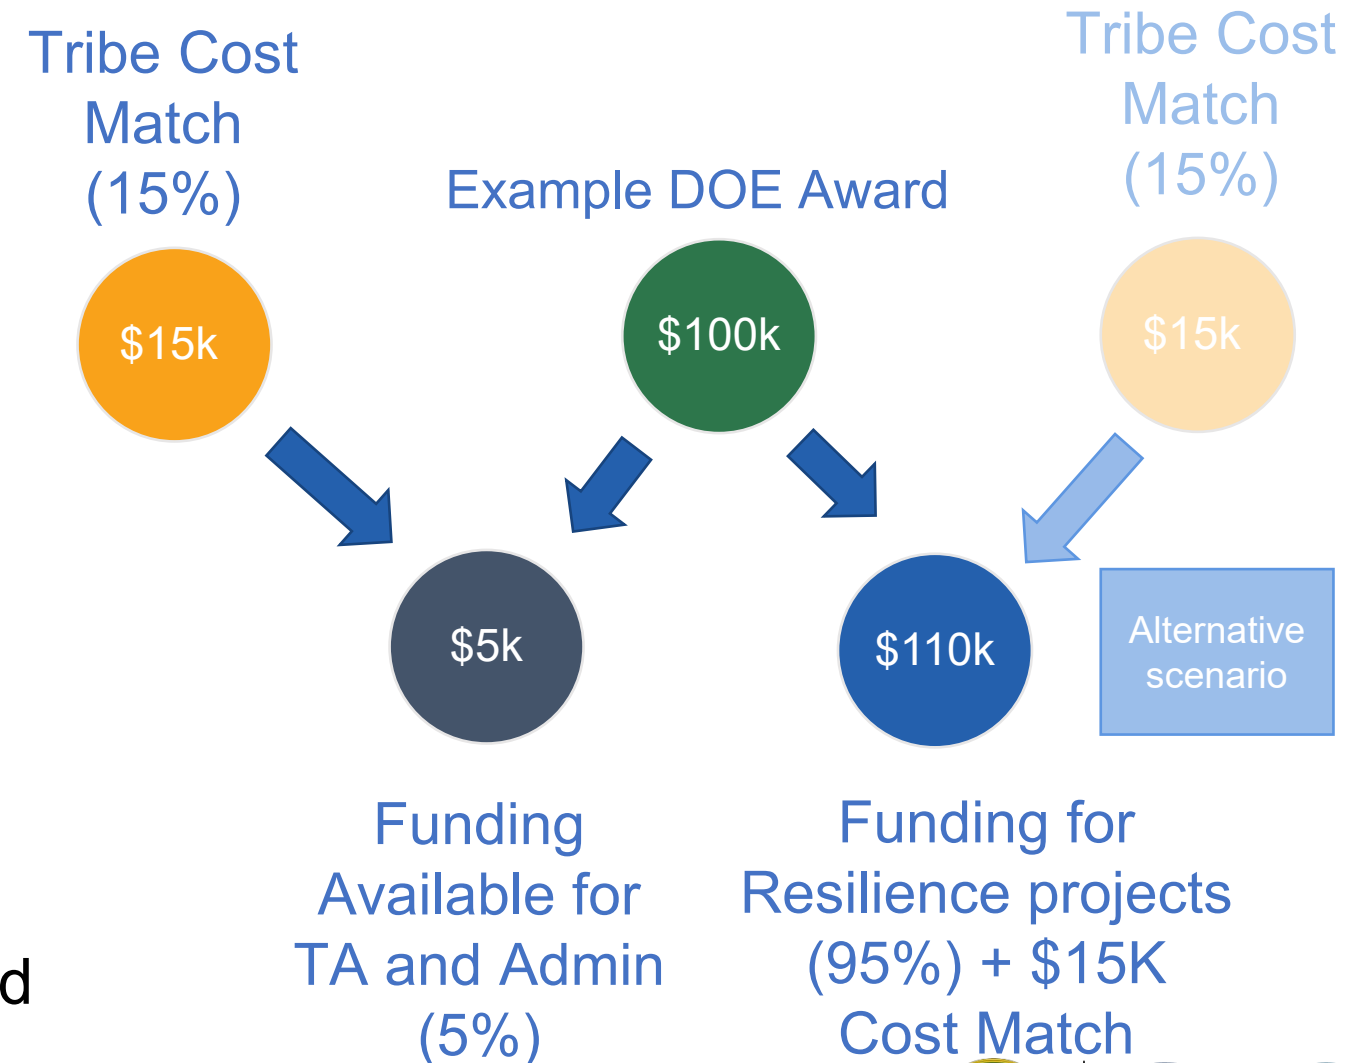 Tribe Cost
Match
(15%)
Example DOE Award
Tribe Cost
Match
(15%)
$15k
$100k
$15k
$5k
$110k
Alternative
scenario
Funding
Available for
TA and Admin
(5%)
Funding for
Resilience projects
(95%) + $15K
Cost Match
d